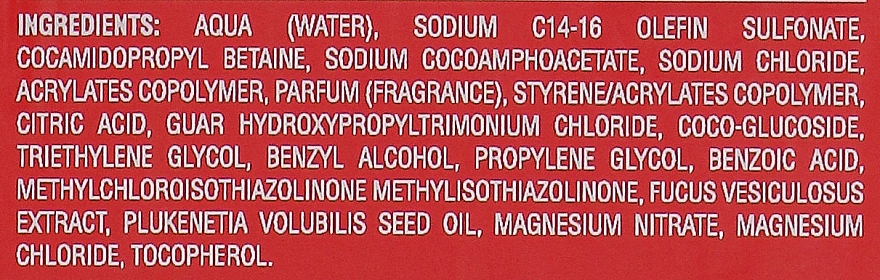 INGREDIENTS: AQUA (WATER), SODIUM C14-16 OLEFIN SULFONATE,
COCAMIDOPROPYL BETAINE, SODIUM COCOAMPHOACETATE, SODIUM CHLORIDE,
ACRYLATES COPOLYMER, PARFUM (FRAGRANCE), STYRENE/ACRYLATES COPOLYMER,
CITRIC ACID, GUAR HYDROXYPROPYLTRIMONIUM CHLORIDE, COCO-GLUCOSIDE,
TRIETHYLENE GLYCOL, BENZYL ALCOHOL, PROPYLENE GLYCOL, BENZOIC ACID,
METHYLCHLOROISOTHIAZOLINONE METHYLISOTHIAZOLINONE, FUCUS VESICULOSUS
EXTRACT, PLUKENETIA VOLUBILIS SEED OIL, MAGNESIUM NITRATE, MAGNESIUM
CHLORIDE, TOCOPHEROL.